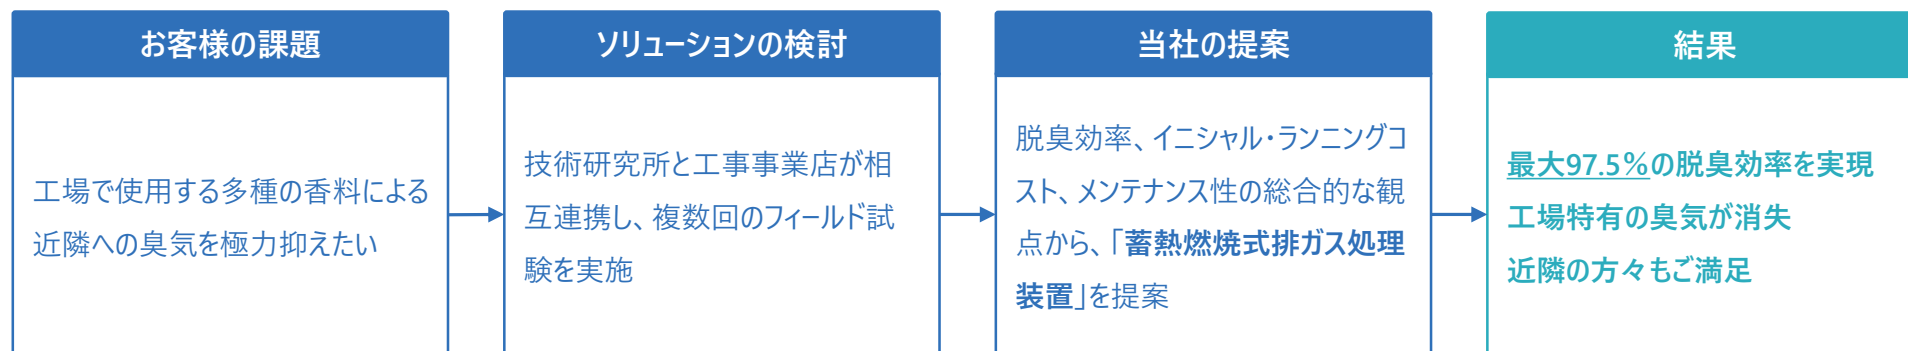 お客様の課題
工場で使用する多種の香料による
近隣への臭気を極力抑えたい
ソリューションの検討
技術研究所と工事事業店が相
互連携し、複数回のフィールド試
験を実施
当社の提案
脱臭効率、イニシャル・ランニングコ
スト、メンテナンス性の総合的な観
点から、「蓄熱燃焼式排ガス処理
装置」を提案
結果
最大97.5%の脱臭効率を実現
工場特有の臭気が消失
近隣の方々もご満足